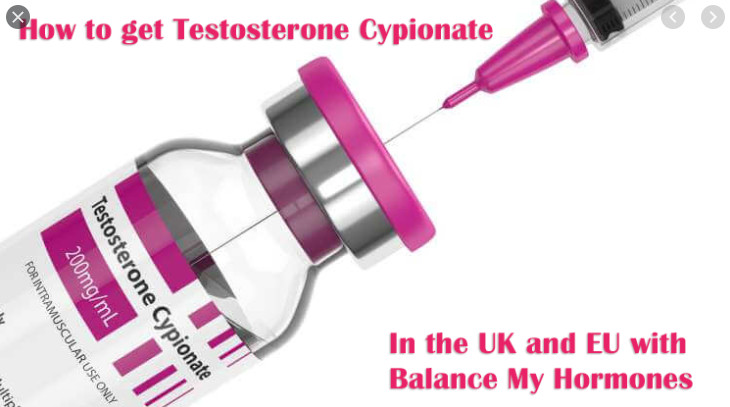 How to get Testosterone Cypionate
Testosterone Cypionate
200mg/mL
FOR INTRAMUSCULAR USE ONLY
In the UK and EU with
Balance My Hormones